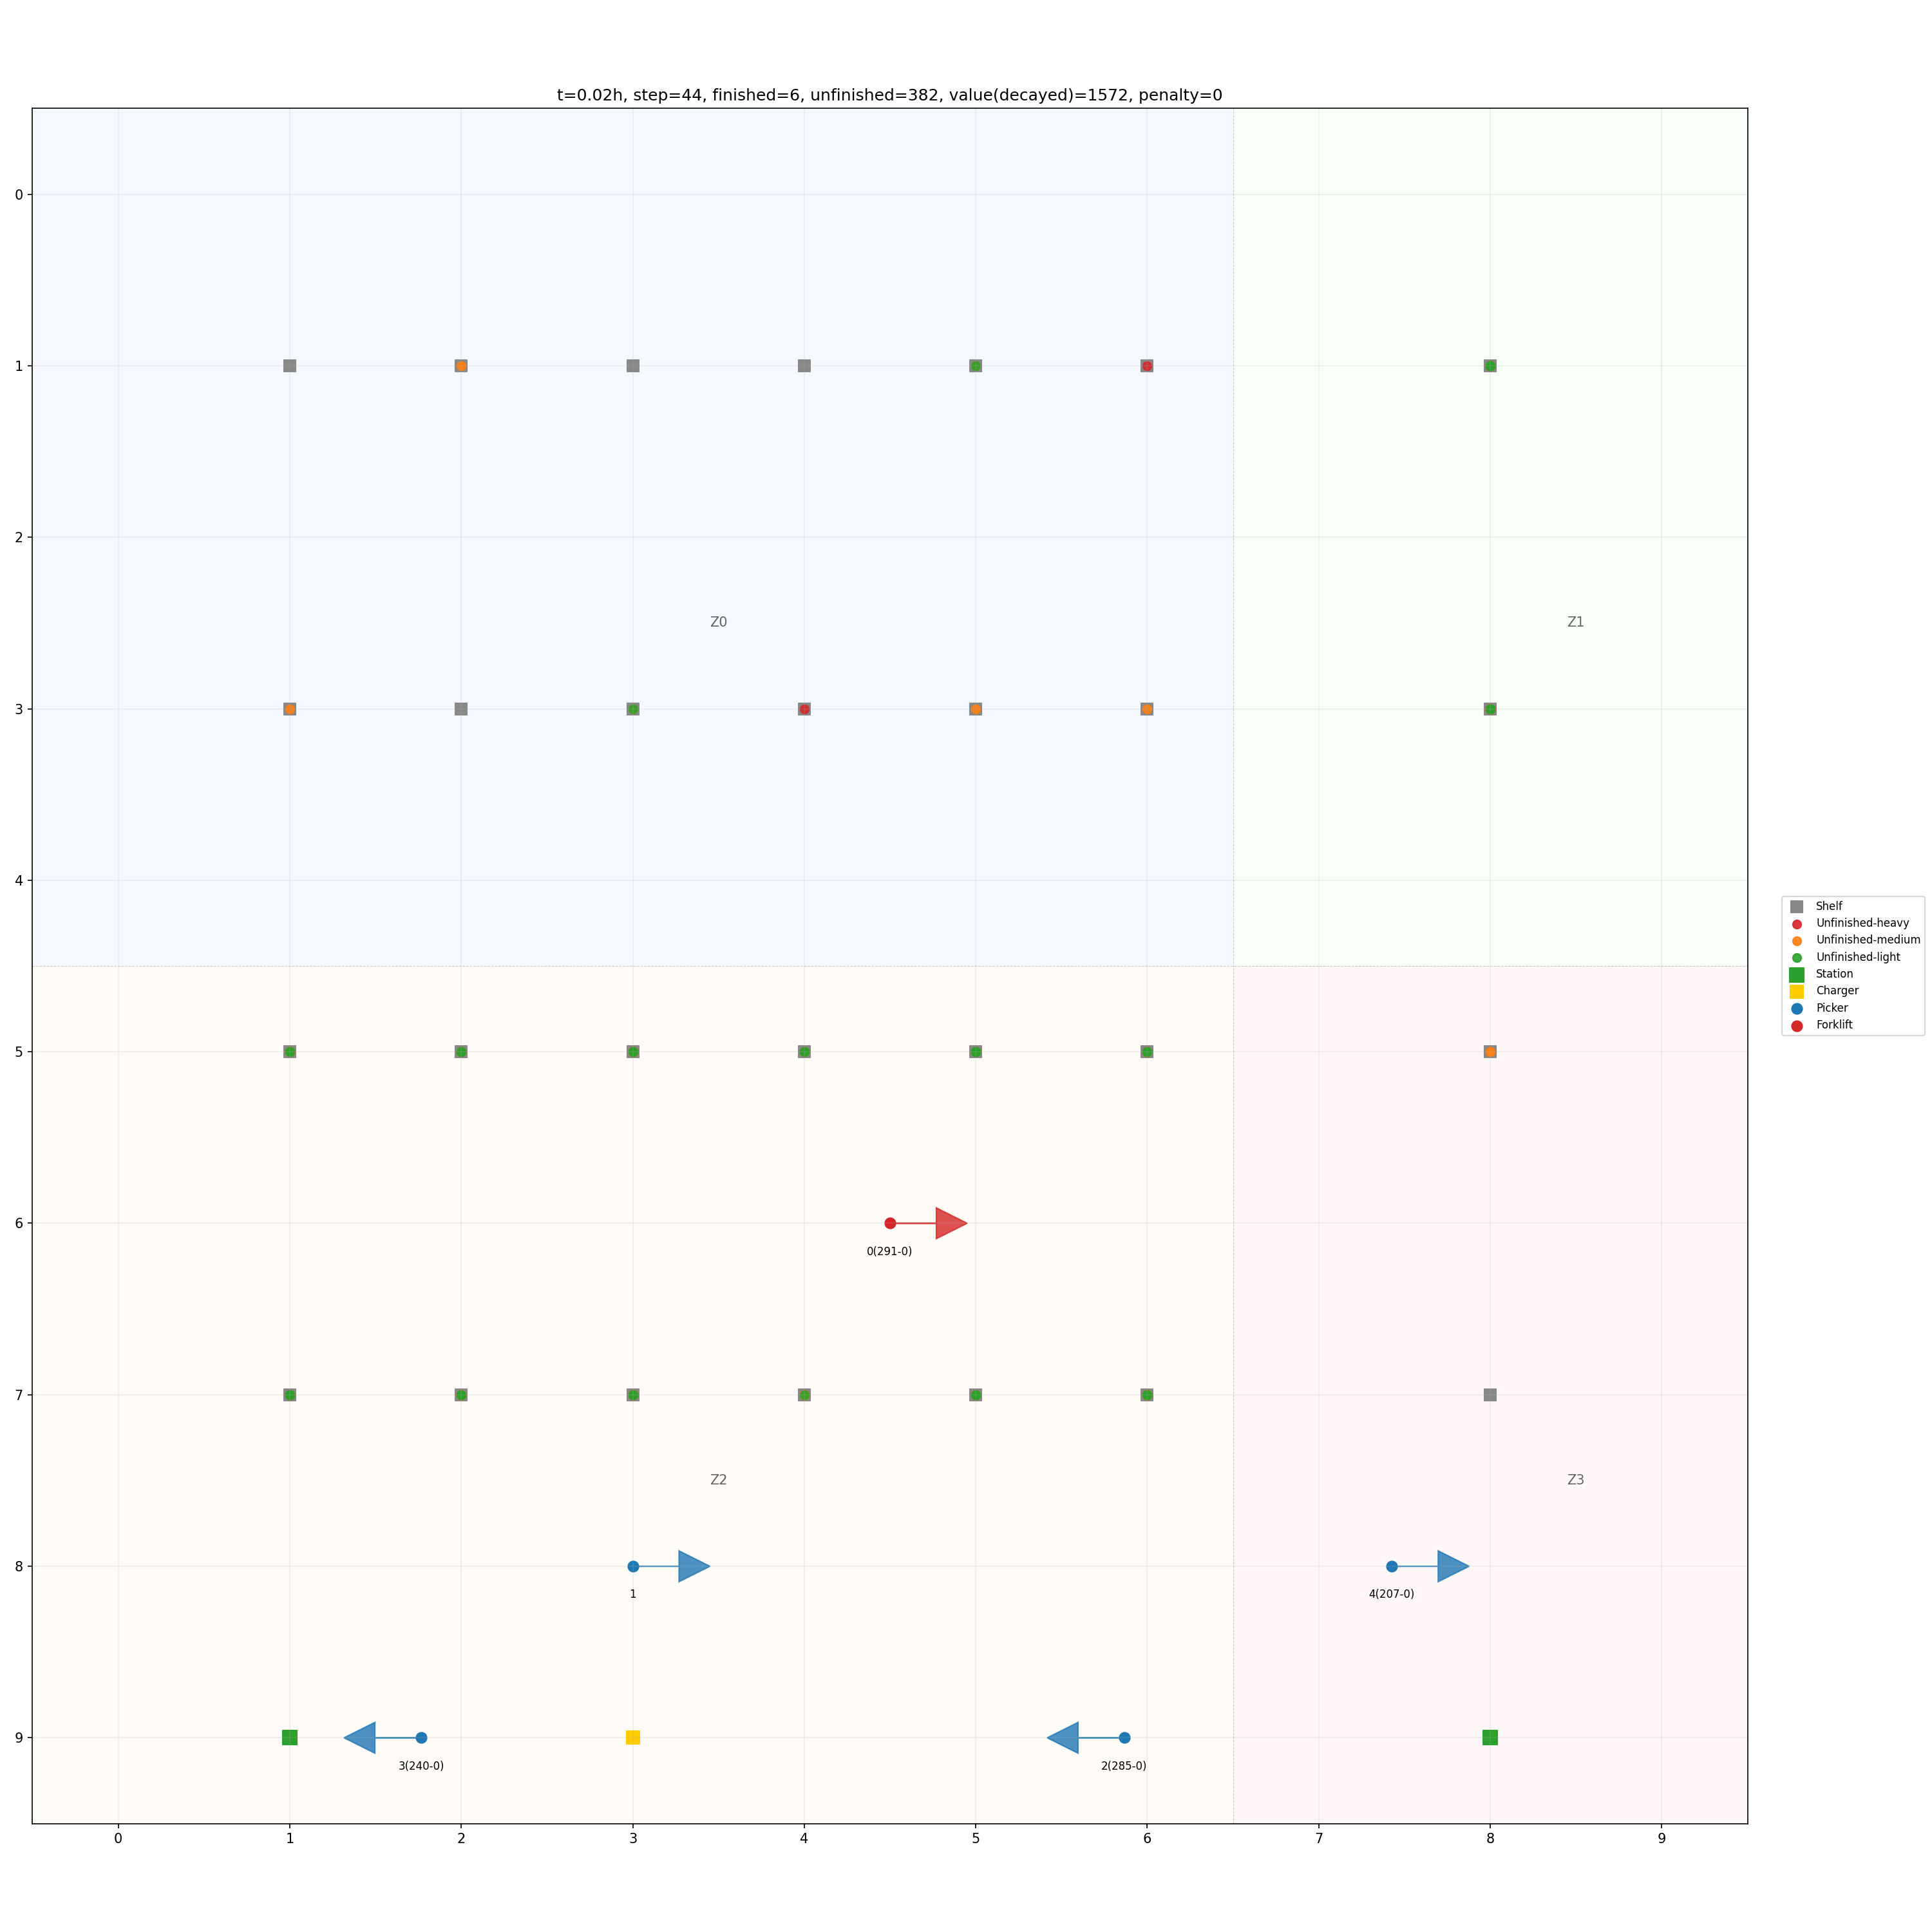 t=0.02h, step=44, finished=6, unfinished=382, value(decayed)=1572, penalty=0
0
1
2
Z0
Z1
3
4
Shelf
Unfinished-heavy
Unfinished-medium
Unfinished-light
Station
Charger
Picker
Forklift
5
6
0(291-0)
7
Z2
Z3
8
1
4(207-0)
9
3(240-0)
2(285-0)
0 1 2 3 4 5 6 7 8 9